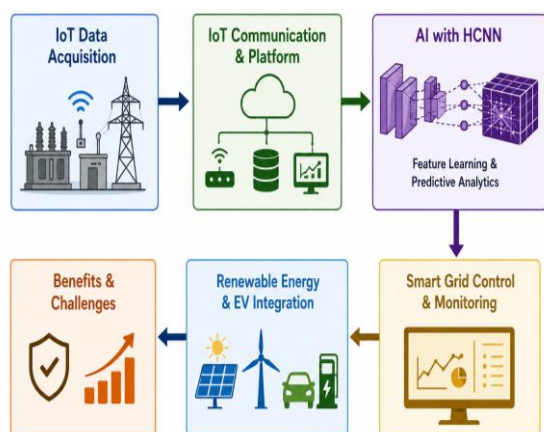 IoT Data
Acquisition
IoT Communication
& Platform
AI with HCNN
Feature Learning &
Predictive Analytics
Benefits &
Challenges
Renewable Energy
& EV Integration
Smart Grid Control
& Monitoring